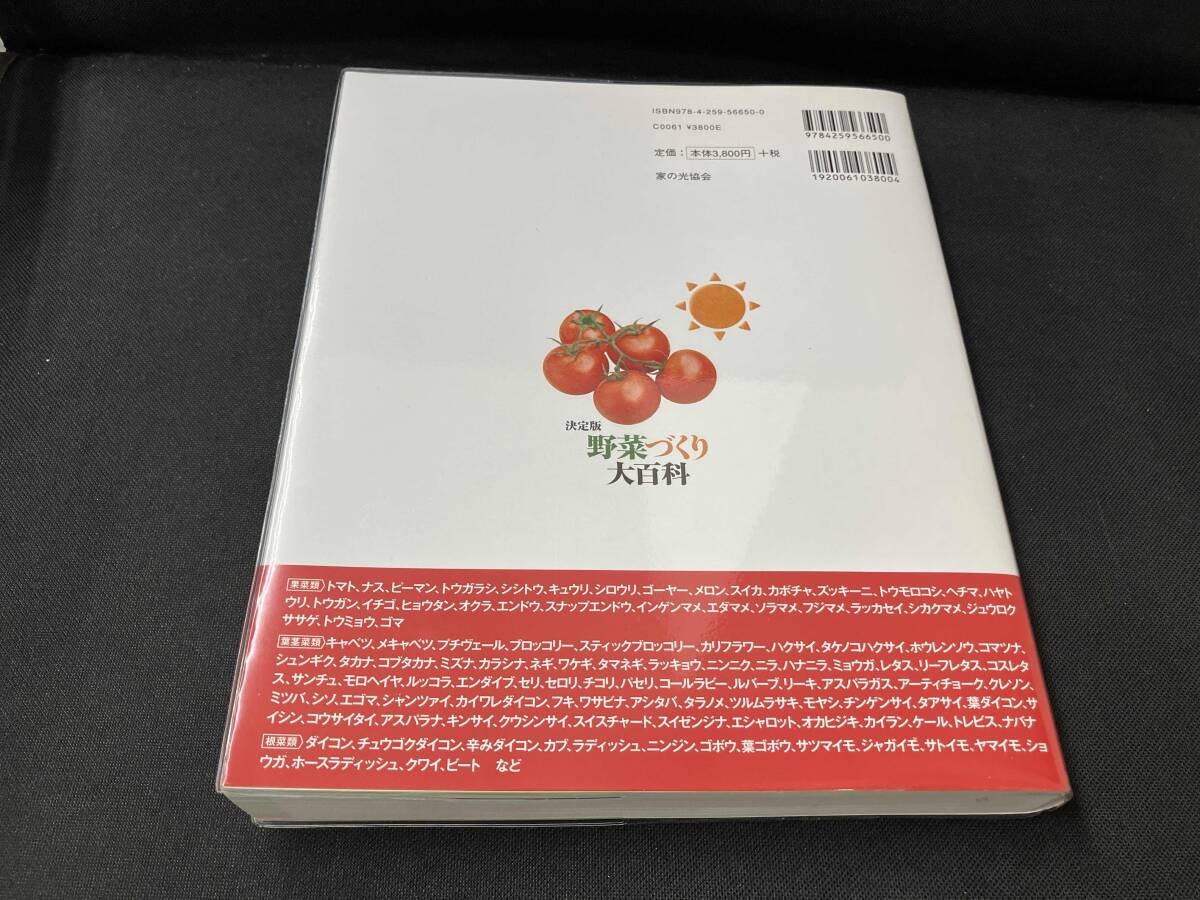 ISBN978-4-259-56650-0
C0061 ¥3800E
9784259566500
定価：本体3,800円＋税
1920061038004
家の光協会
決定版
野菜づくり
大百科
果菜類 トマト、ナス、ピーマン、トウガラシ、シシトウ、キュウリ、シロウリ、ゴーヤー、メロン、スイカ、カボチャ、ズッキーニ、トウモロコシ、ヘチマ、ハヤト
ウリ、トウガン、イチゴ、ヒョウタン、オクラ、エンドウ、スナップエンドウ、インゲンマメ、エダマメ、ソラマメ、フジマメ、ラッカセイ、シカクマメ、ジュウロク
ササゲ、トウミョウ、ゴマ
葉茎菜類 キャベツ、メキャベツ、プチヴェール、ブロッコリー、スティックブロッコリー、カリフラワー、ハクサイ、タケノコハクサイ、ホウレンソウ、コマツナ、
シュンギク、タカナ、コブタカナ、ミズナ、カラシナ、ネギ、ワケギ、タマネギ、ラッキョウ、ニンニク、ニラ、ハナニラ、ミョウガ、レタス、リーフレタス、コスレタ
ス、サンチュ、モロヘイヤ、ルッコラ、エンダイブ、セリ、セロリ、チコリ、パセリ、コールラビー、ルバーブ、リーキ、アスパラガス、アーティチョーク、クレソン、
ミツバ、シソ、エゴマ、シャンツァイ、カイワレダイコン、フキ、ワサビナ、アシタバ、タラノメ、ツルムラサキ、モヤシ、チンゲンサイ、タアサイ、葉ダイコン、サ
イシン、コウサイタイ、アスパラナ、キンサイ、クウシンサイ、スイスチャード、スイゼンジナ、エシャロット、オカヒジキ、カイラン、ケール、トレビス、ナバナ
根菜類 ダイコン、チュウゴクダイコン、辛みダイコン、カブ、ラディッシュ、ニンジン、ゴボウ、葉ゴボウ、サツマイモ、ジャガイモ、サトイモ、ヤマイモ、ショ
ウガ、ホースラディッシュ、クワイ、ビート など